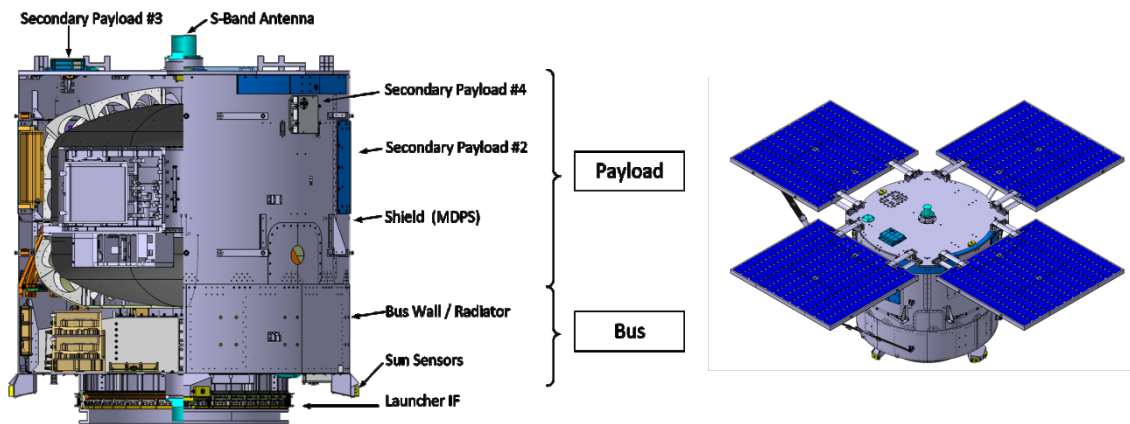 Secondary Payload #3
S-Band Antenna
Secondary Payload #4
Secondary Payload #2
Payload
Shield (MDPS)
Bus Wall / Radiator
Bus
Sun Sensors
Launcher IF